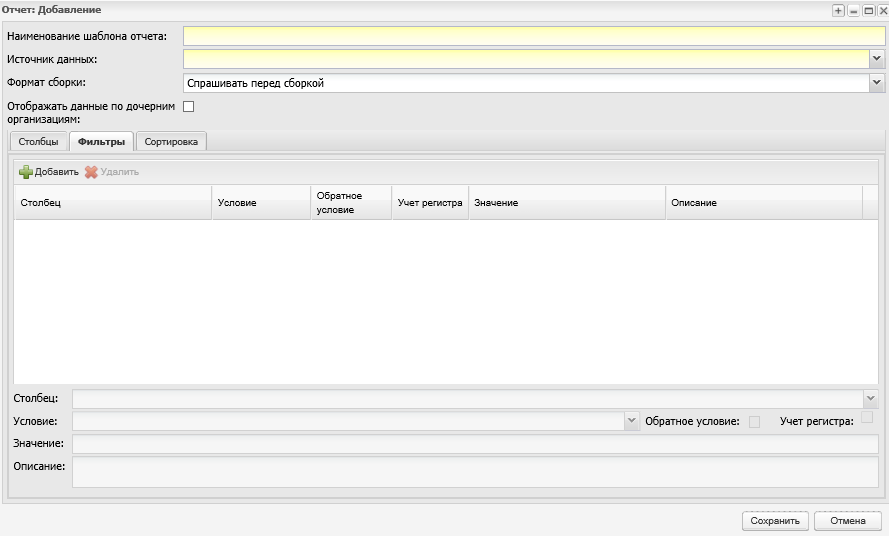 Отчет: Добавление
Наименование шаблона отчета:
Источник данных:
Формат сборки: Спрашивать перед сборкой
Отображать данные по дочерним
организациям:
Столбцы Фильтры Сортировка
Добавить Удалить
Столбец Условие Обратное условие Учет регистра Значение Описание
Столбец:
Условие: Обратное условие: Учет регистра:
Значение:
Описание:
Сохранить Отмена